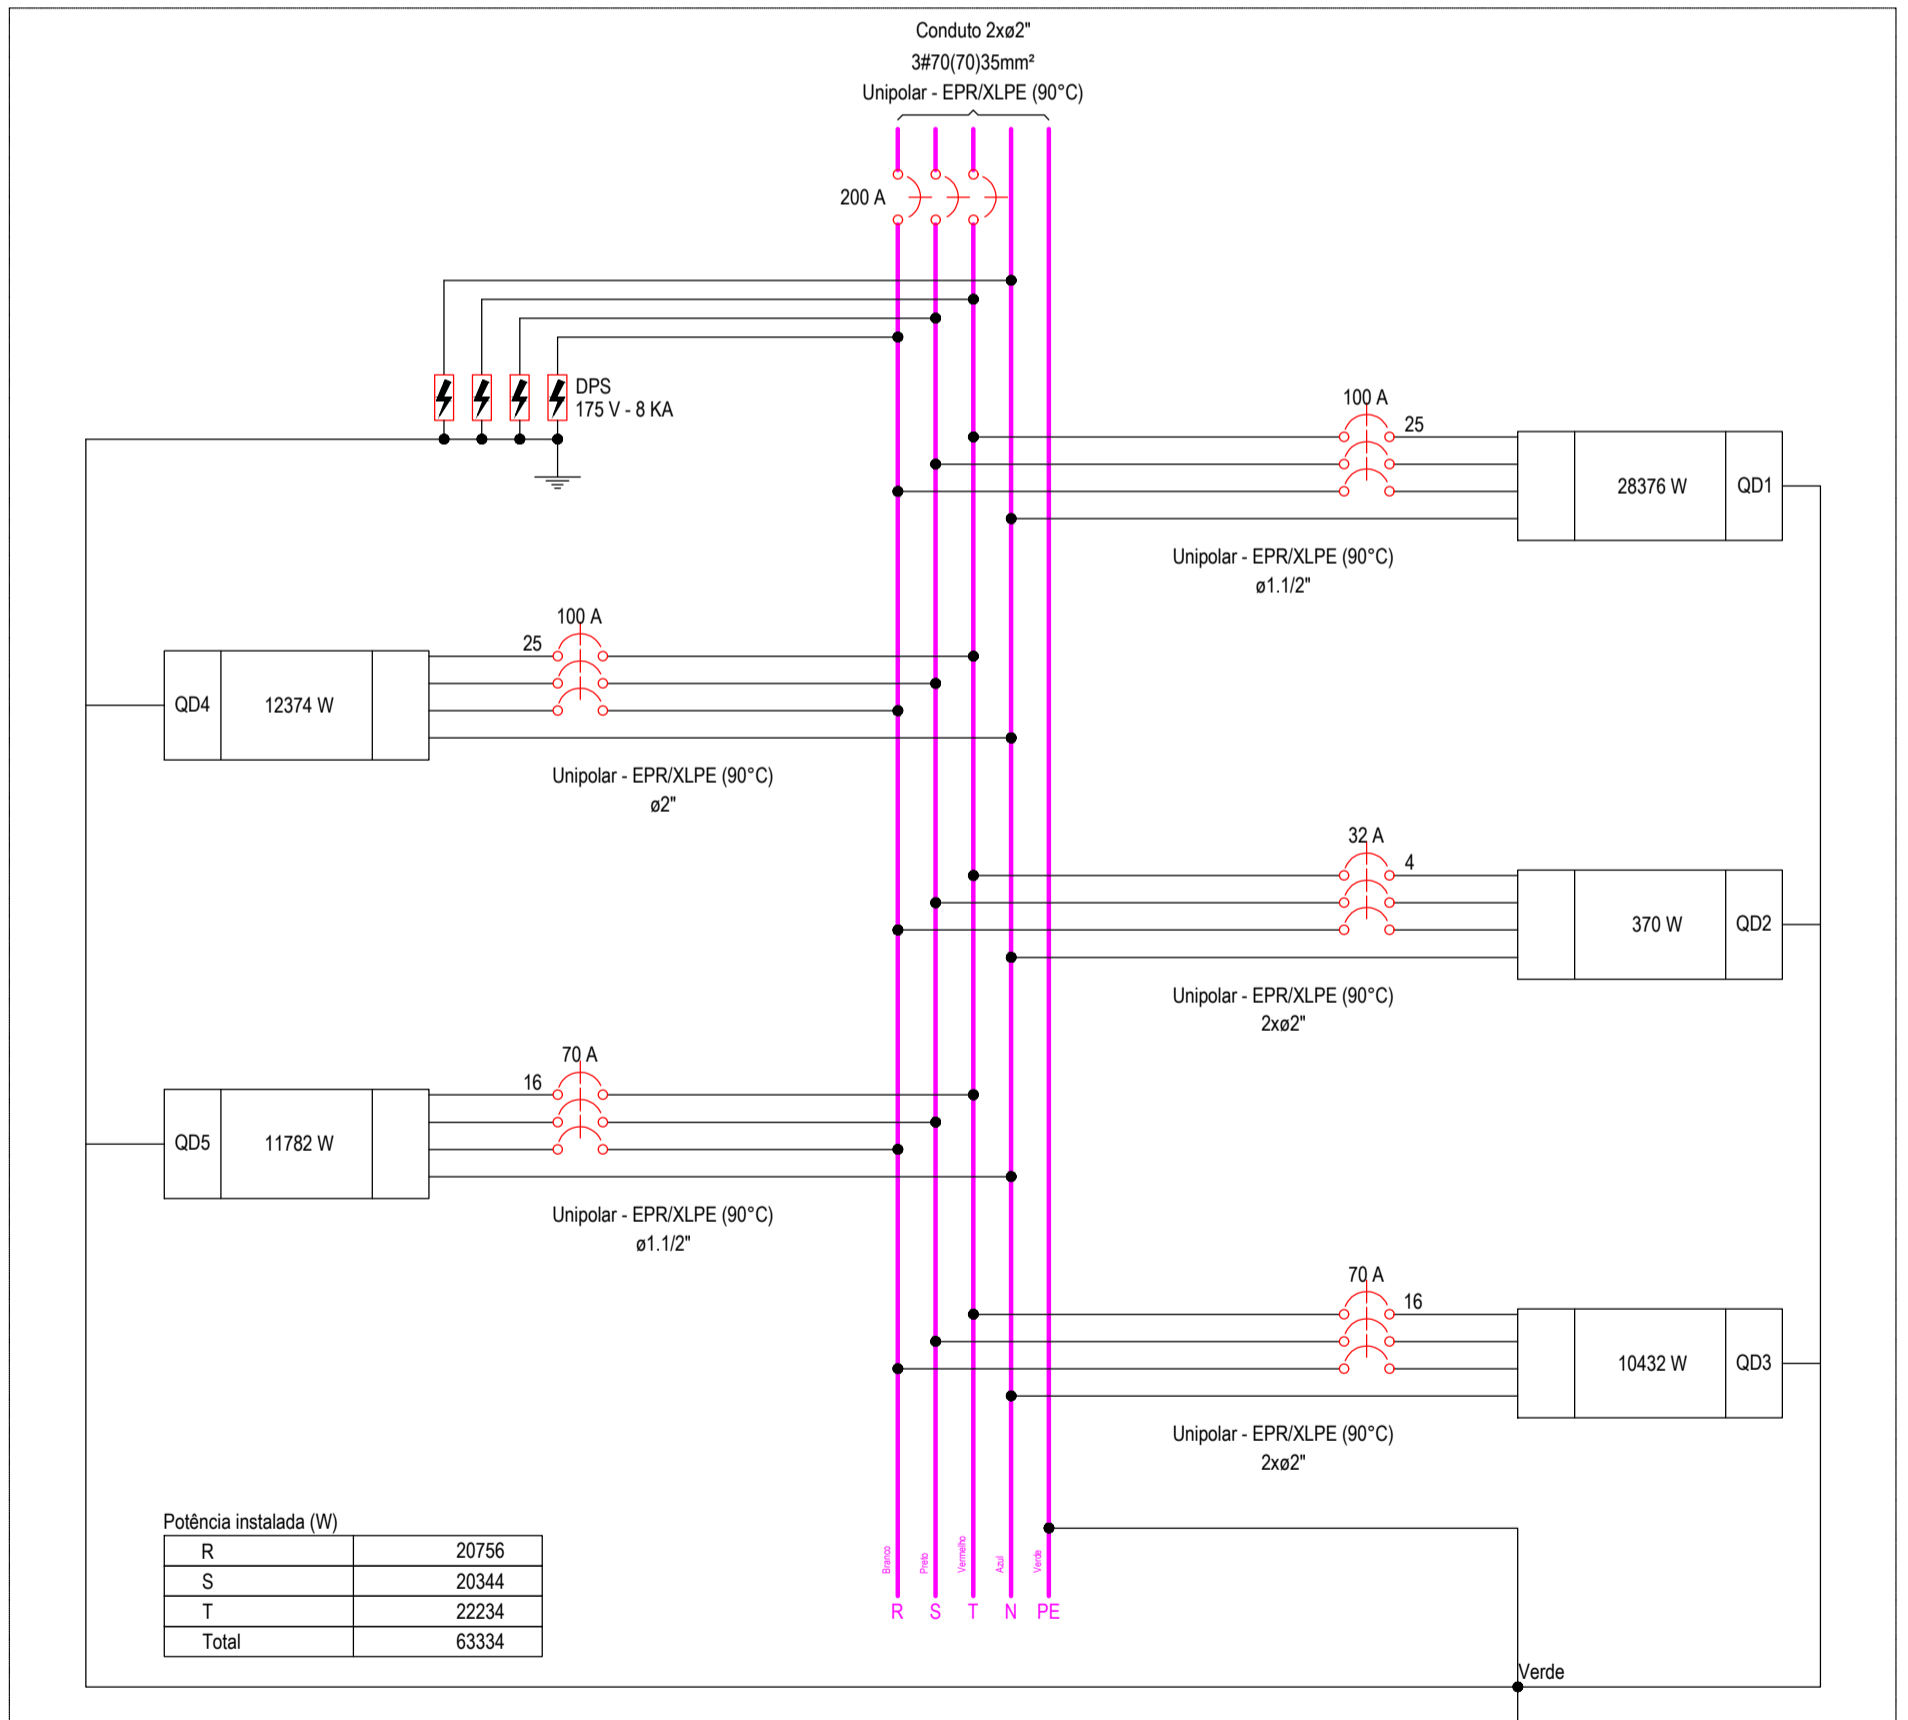 Conduto 2xø2"
3#70(70)35mm²
Unipolar - EPR/XLPE (90°C)
200 A
DPS
175 V - 8 KA
100 A
25
28376 W
QD1
Unipolar - EPR/XLPE (90°C)
ø1.1/2"
100 A
25
QD4
12374 W
Unipolar - EPR/XLPE (90°C)
ø2"
32 A
4
370 W
QD2
Unipolar - EPR/XLPE (90°C)
2xø2"
70 A
16
QD5
11782 W
Unipolar - EPR/XLPE (90°C)
ø1.1/2"
70 A
16
10432 W
QD3
Unipolar - EPR/XLPE (90°C)
2xø2"
Potência instalada (W)
R 20756
S 20344
T 22234
Total 63334
Branco
Preto
Vermelho
Azul
Verde
R S T N PE
Verde